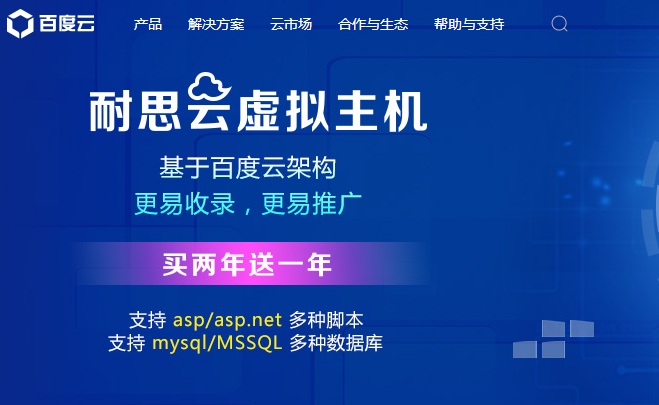 百度云 产品 解决方案 云市场 合作与生态 帮助与支持
耐思云虚拟主机
基于百度云架构
更易收录，更易推广
买两年送一年
支持 asp/asp.net 多种脚本
支持 mysql/MSSQL 多种数据库